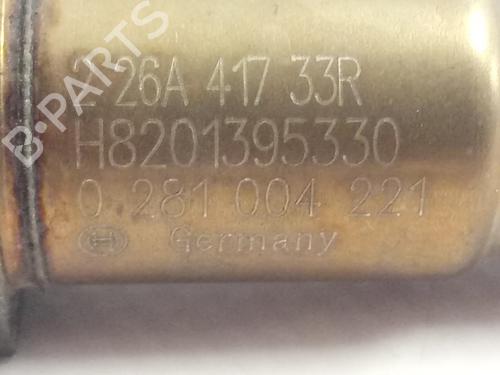 226A 417 33R
H8201395330
0 281 004 221
Germany
B-PARTS